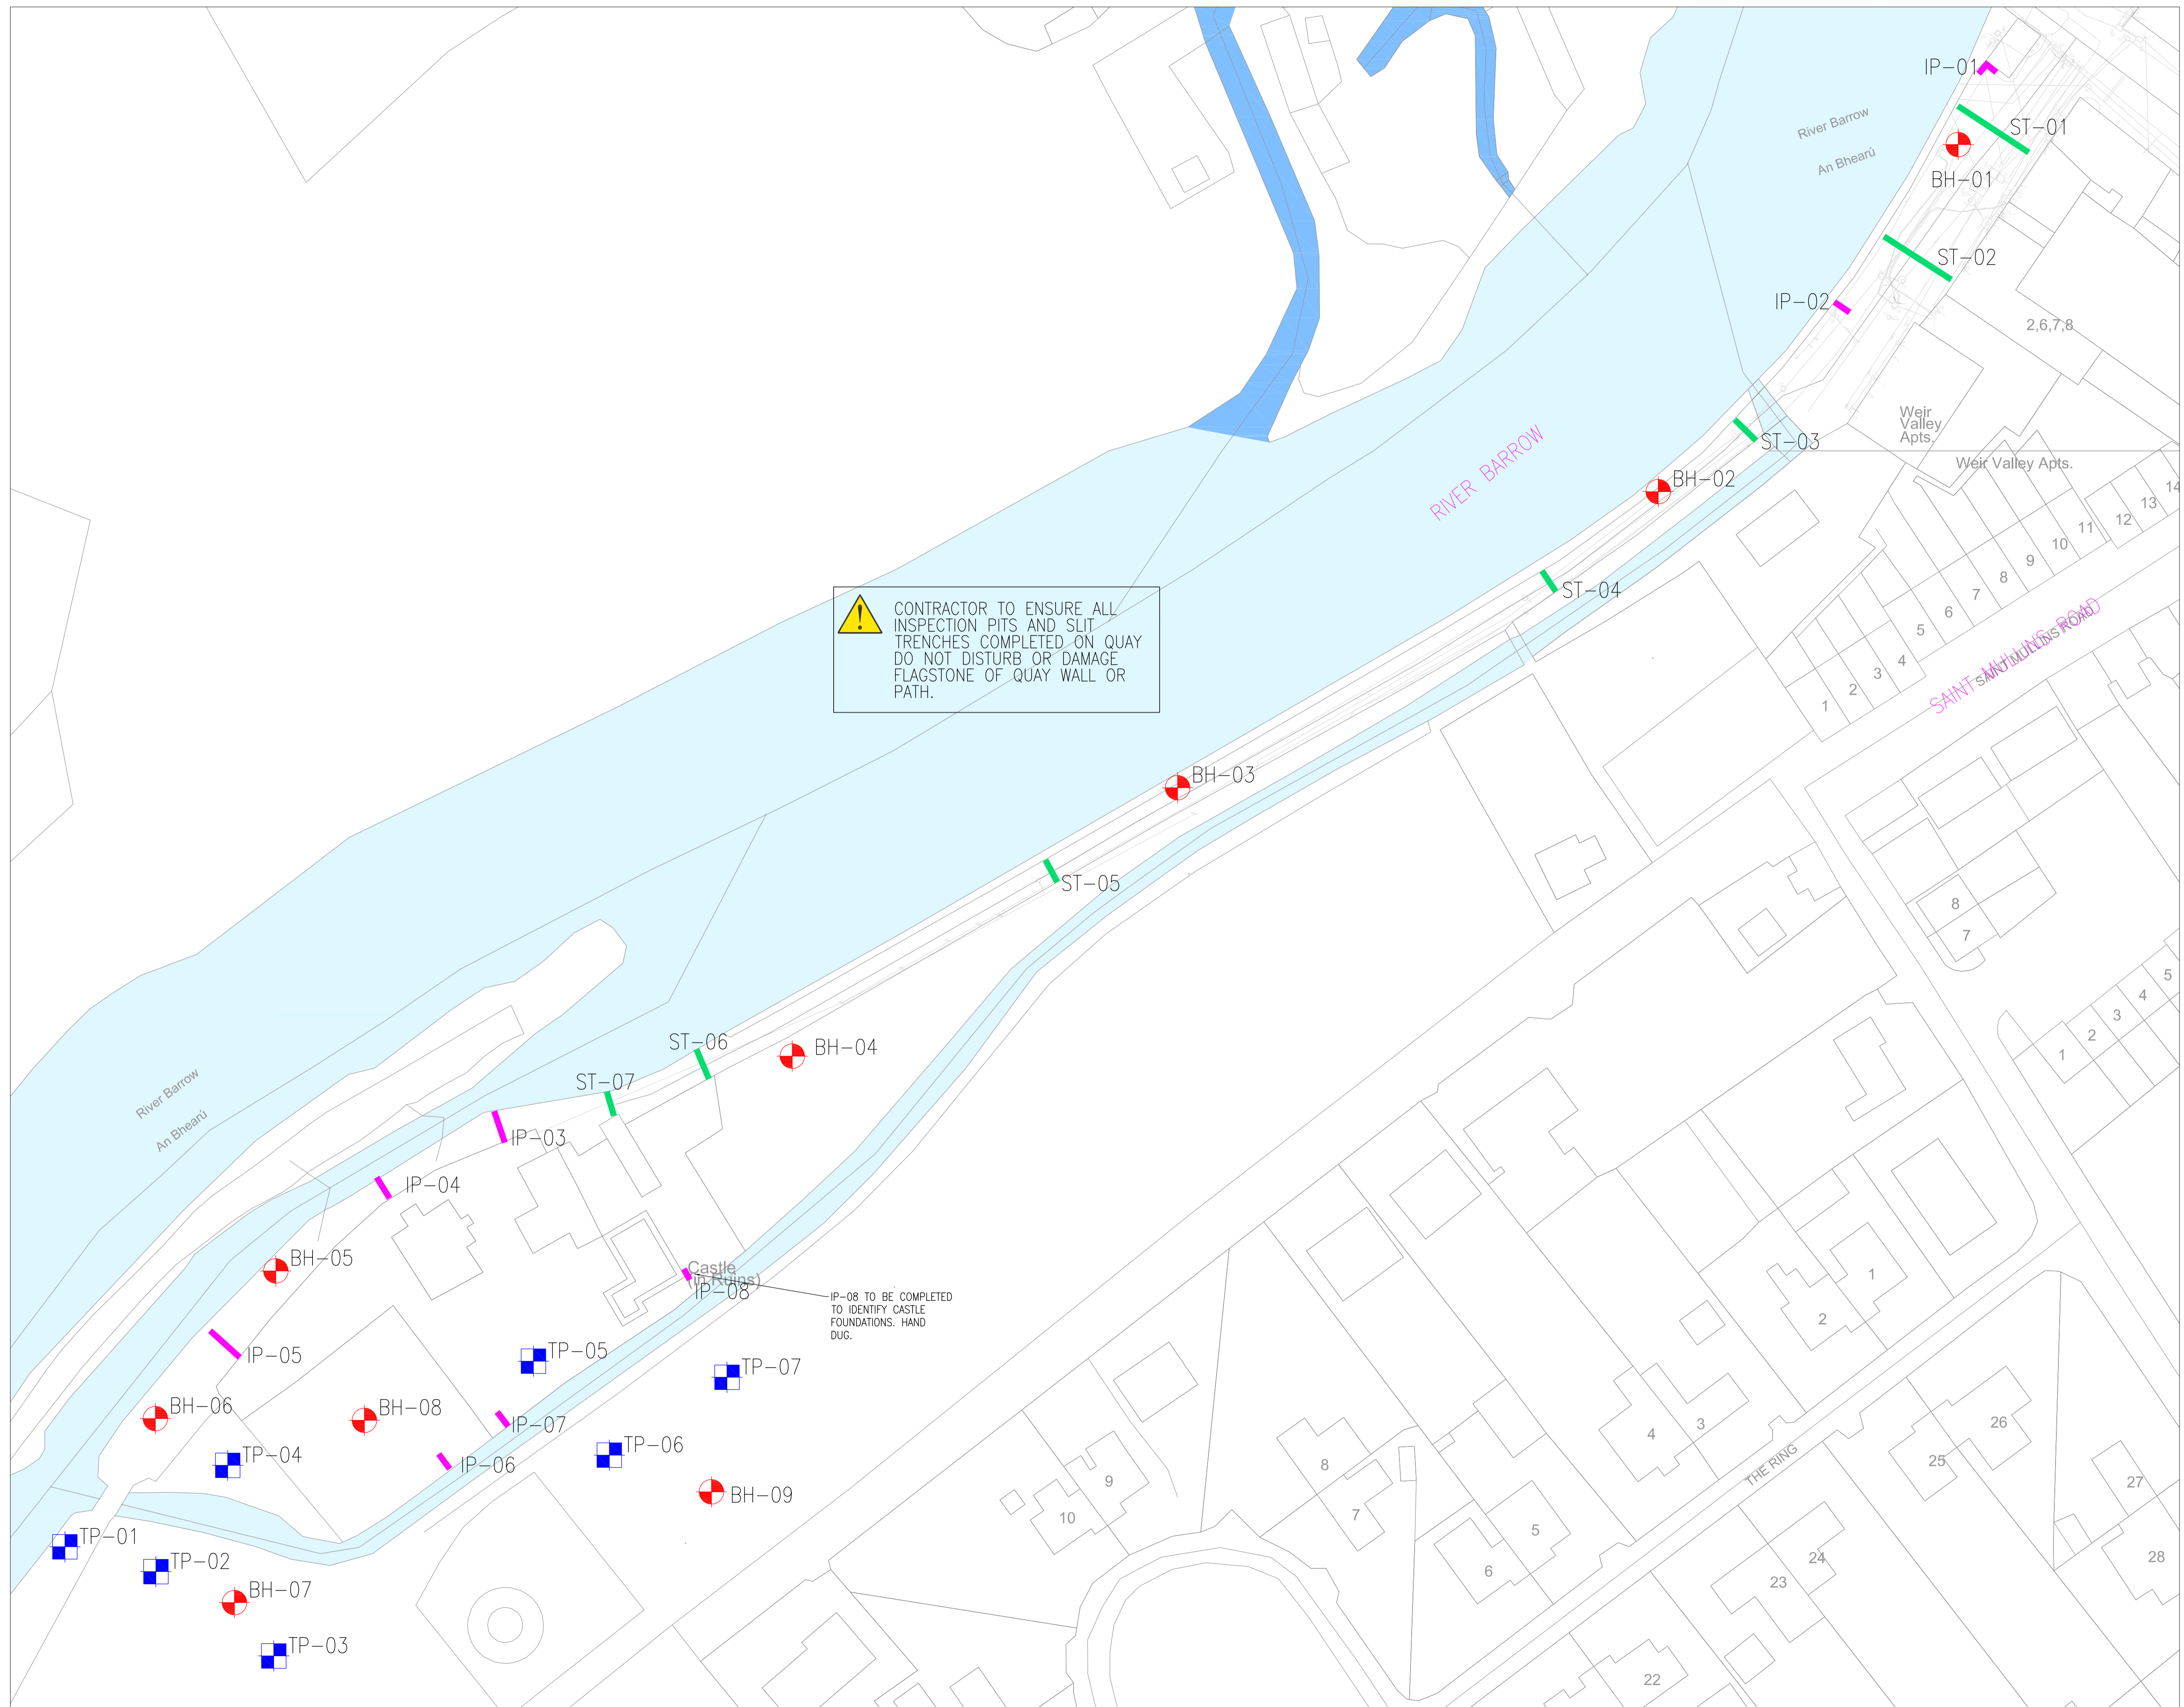 IP-01
River Barrow
ST-01
An Bhearú
BH-01
ST-02
IP-02
2,6,7,8
Weir
Valley
Apts.
ST-03
RIVER BARROW
Weir Valley Apts.
BH-02
14
13
12
11
10
9
8
7
6
5
4
3
2
1
ST-04
CONTRACTOR TO ENSURE ALL
INSPECTION PITS AND SLIT
TRENCHES COMPLETED ON QUAY
DO NOT DISTURB OR DAMAGE
FLAGSTONE OF QUAY WALL OR
PATH.
SAINT MULLINS ROAD
SAINT MULLINS ROAD
BH-03
ST-05
8
7
5
4
3
2
1
ST-06
BH-04
ST-07
River Barrow
An Bhearú
IP-03
IP-04
BH-05
Castle
(in Ruins)
IP-08
IP-08 TO BE COMPLETED
TO IDENTIFY CASTLE
FOUNDATIONS. HAND
DUG.
1
2
IP-05
TP-05
TP-07
BH-06
BH-08
IP-07
TP-04
IP-06
TP-06
BH-09
4
3
26
25
27
THE RING
8
9
10
7
5
6
24
23
28
TP-01
TP-02
BH-07
TP-03
22